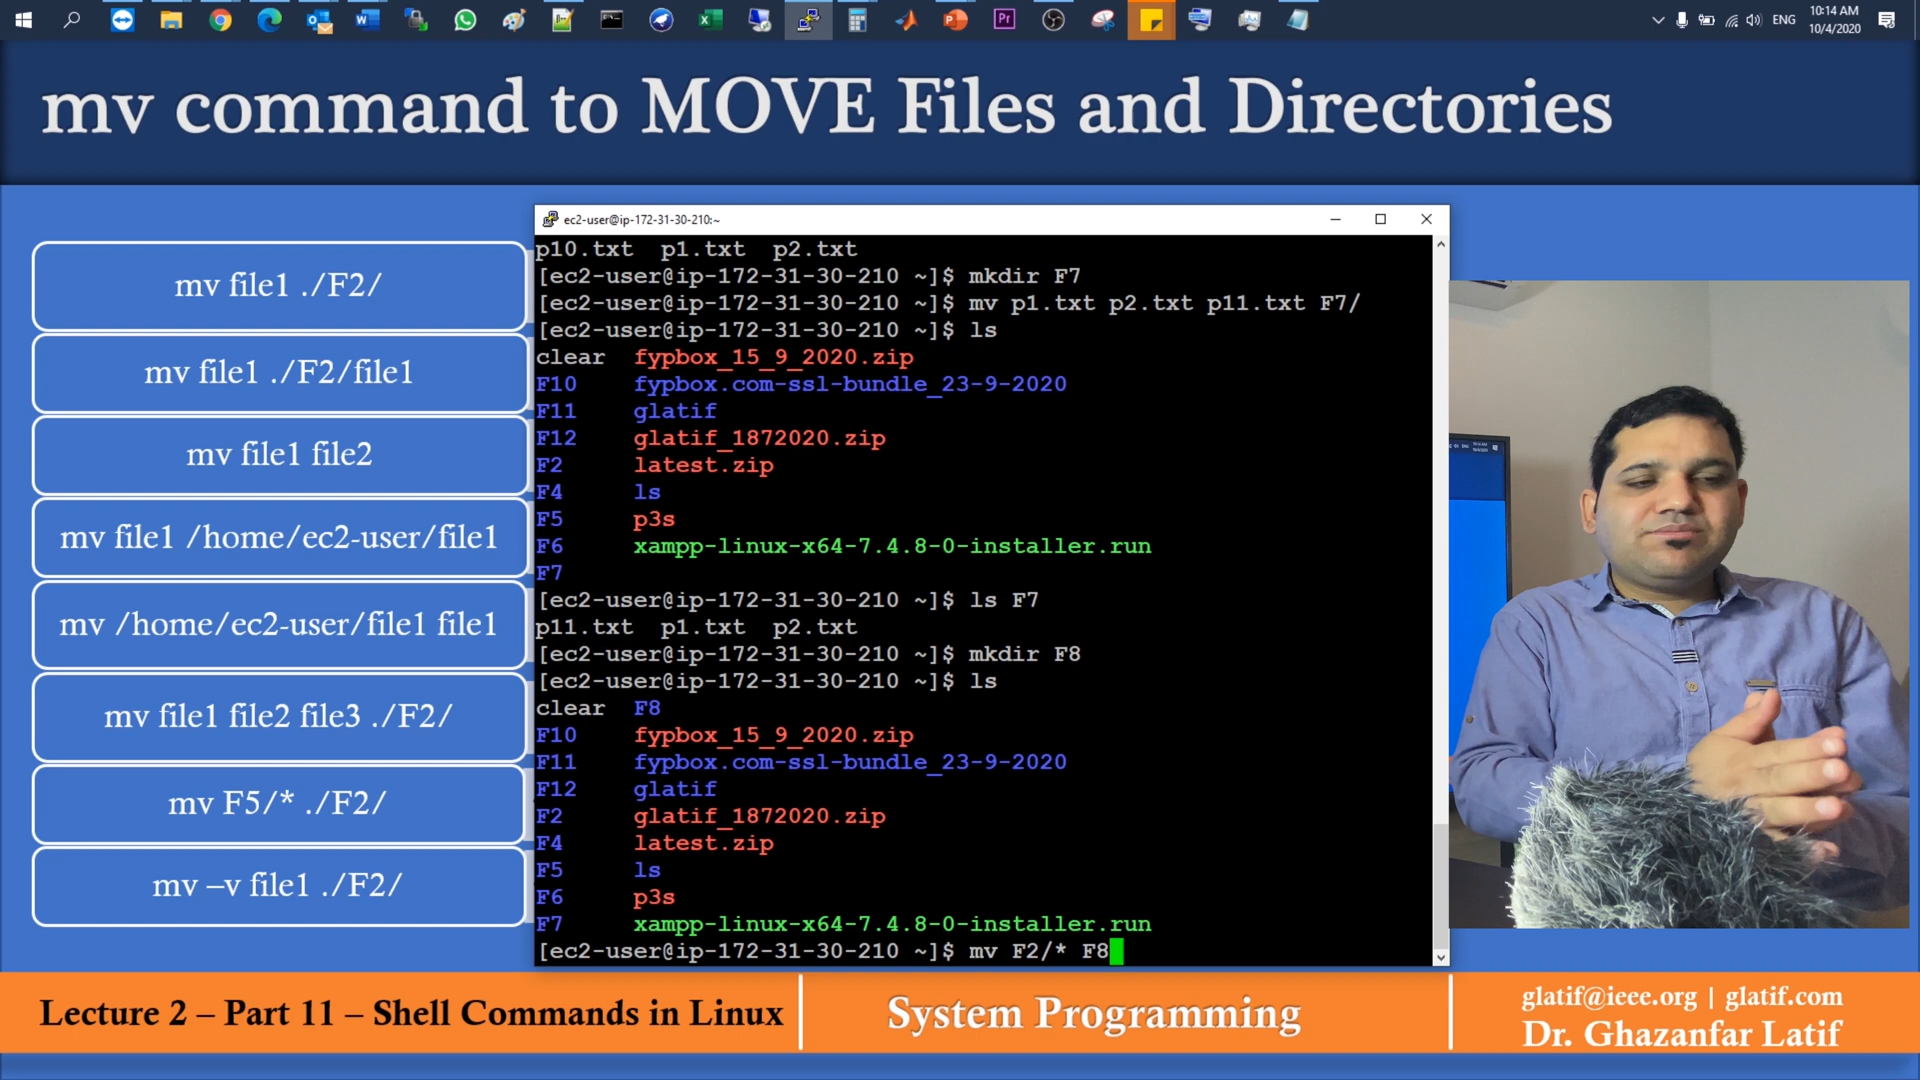 10:14 AM
ENG
10/4/2020
mv command to MOVE Files and Directories
mv file1 ./F2/
mv file1 ./F2/file1
mv file1 file2
mv file1 /home/ec2-user/file1
mv /home/ec2-user/file1 file1
mv file1 file2 file3 ./F2/
mv F5/* ./F2/
mv –v file1 ./F2/
ec2-user@ip-172-31-30-210:~
p10.txt p1.txt p2.txt
[ec2-user@ip-172-31-30-210 ~]$ mkdir F7
[ec2-user@ip-172-31-30-210 ~]$ mv p1.txt p2.txt p11.txt F7/
[ec2-user@ip-172-31-30-210 ~]$ ls
clear fypbox_15_9_2020.zip
F10 fypbox.com-ssl-bundle_23-9-2020
F11 glatif
F12 glatif_1872020.zip
F2 latest.zip
F4 ls
F5 p3s
F6 xampp-linux-x64-7.4.8-0-installer.run
F7
[ec2-user@ip-172-31-30-210 ~]$ ls F7
p11.txt p1.txt p2.txt
[ec2-user@ip-172-31-30-210 ~]$ mkdir F8
[ec2-user@ip-172-31-30-210 ~]$ ls
clear F8
F10 fypbox_15_9_2020.zip
F11 fypbox.com-ssl-bundle_23-9-2020
F12 glatif
F2 glatif_1872020.zip
F4 latest.zip
F5 ls
F6 p3s
F7 xampp-linux-x64-7.4.8-0-installer.run
[ec2-user@ip-172-31-30-210 ~]$ mv F2/* F8
Lecture 2 – Part 11 – Shell Commands in Linux
System Programming
glatif@ieee.org | glatif.com
Dr. Ghazanfar Latif